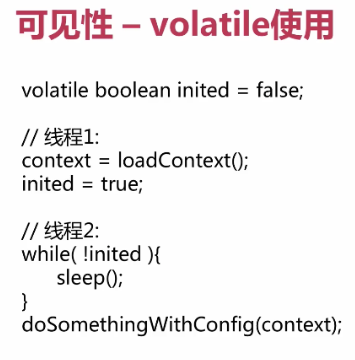 可见性 – volatile使用
volatile boolean inited = false;
// 线程1:
context = loadContext();
inited = true;
// 线程2:
while( !inited ){
sleep();
}
doSomethingWithConfig(context);